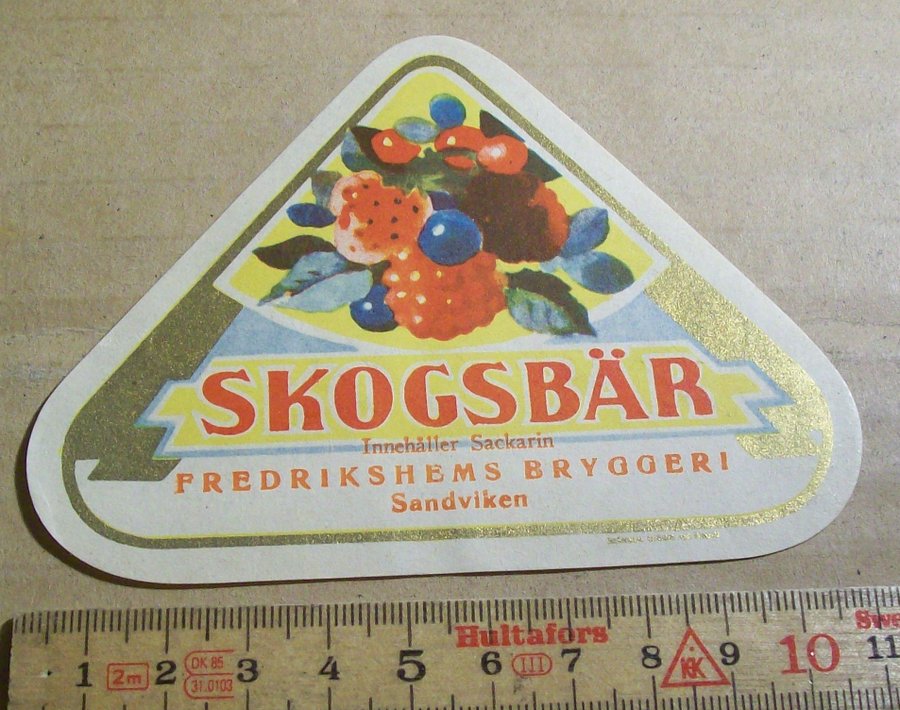 SKOGSBÄR
Innehåller Sackarin
FREDRIKSHEMS BRYGGERI
Sandviken
Hultafors
Swe
1 2m 2 DK 85 3 4 5 6 III 7 8 KK 9 10 11
31.0103